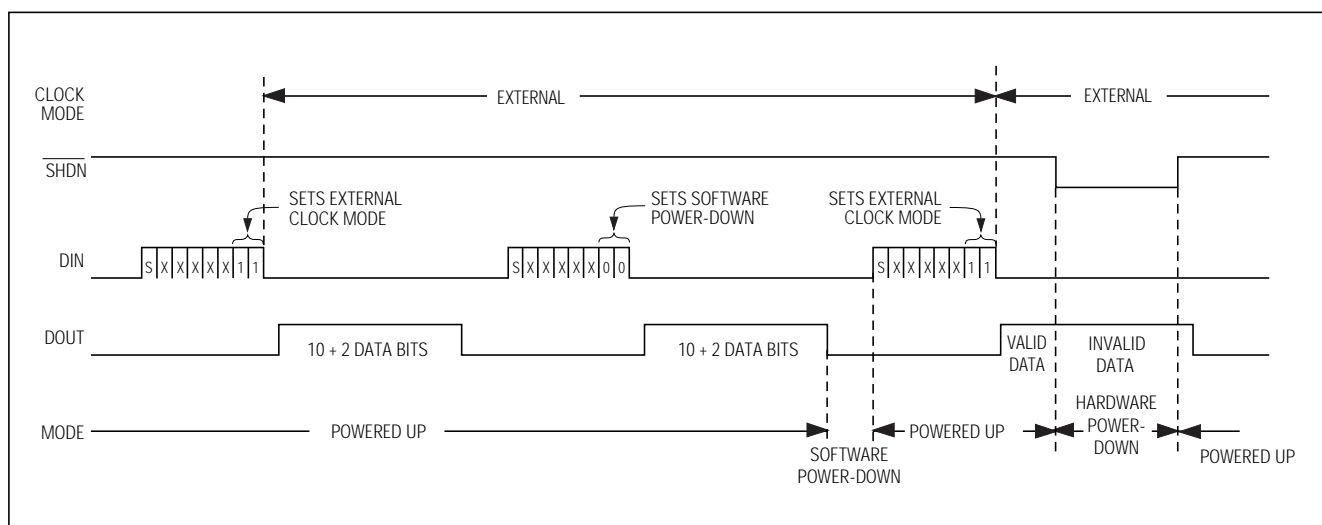 CLOCK
MODE
EXTERNAL
EXTERNAL
SHDN
SETS EXTERNAL
CLOCK MODE
SETS SOFTWARE
POWER-DOWN
SETS EXTERNAL
CLOCK MODE
DIN
S X X X X X 1 1
S X X X X X 0 0
S X X X X X 1 1
DOUT
10 + 2 DATA BITS
10 + 2 DATA BITS
VALID
DATA
INVALID
DATA
MODE
POWERED UP
SOFTWARE
POWER-DOWN
POWERED UP
HARDWARE
POWER-
DOWN
POWERED UP